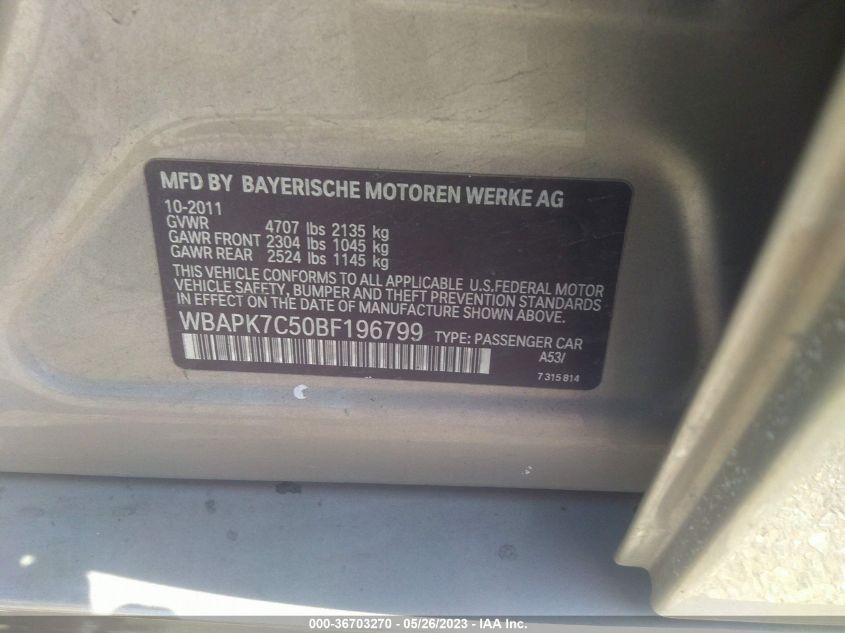 MFD BY BAYERISCHE MOTOREN WERKE AG
10-2011
GVWR 4707 lbs 2135 kg
GAWR FRONT 2304 lbs 1045 kg
GAWR REAR 2524 lbs 1145 kg
THIS VEHICLE CONFORMS TO ALL APPLICABLE U.S.FEDERAL MOTOR
VEHICLE SAFETY, BUMPER AND THEFT PREVENTION STANDARDS
IN EFFECT ON THE DATE OF MANUFACTURE SHOWN ABOVE.
WBAPK7C50BF196799 TYPE: PASSENGER CAR
A53/
7 315 814
000-36703270 - 05/26/2023 - IAA Inc.